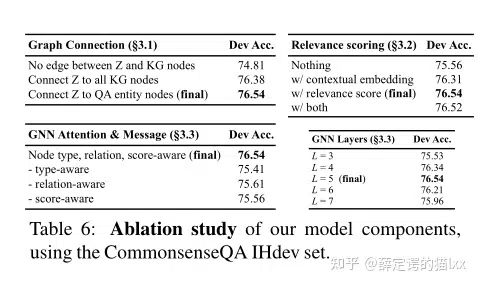 Graph Connection (§3.1) Dev Acc.
No edge between Z and KG nodes 74.81
Connect Z to all KG nodes 76.38
Connect Z to QA entity nodes (final) 76.54
Relevance scoring (§3.2) Dev Acc.
Nothing 75.56
w/ contextual embedding 76.31
w/ relevance score (final) 76.54
w/ both 76.52
GNN Attention & Message (§3.3) Dev Acc.
Node type, relation, score-aware (final) 76.54
- type-aware 75.41
- relation-aware 75.61
- score-aware 75.56
GNN Layers (§3.3) Dev Acc.
L = 3 75.53
L = 4 76.34
L = 5 (final) 76.54
L = 6 76.21
L = 7 75.96
Table 6: Ablation study of our model components,
using the CommonsenseQA IHdev set.
知乎 @薛定谔的猫lxx